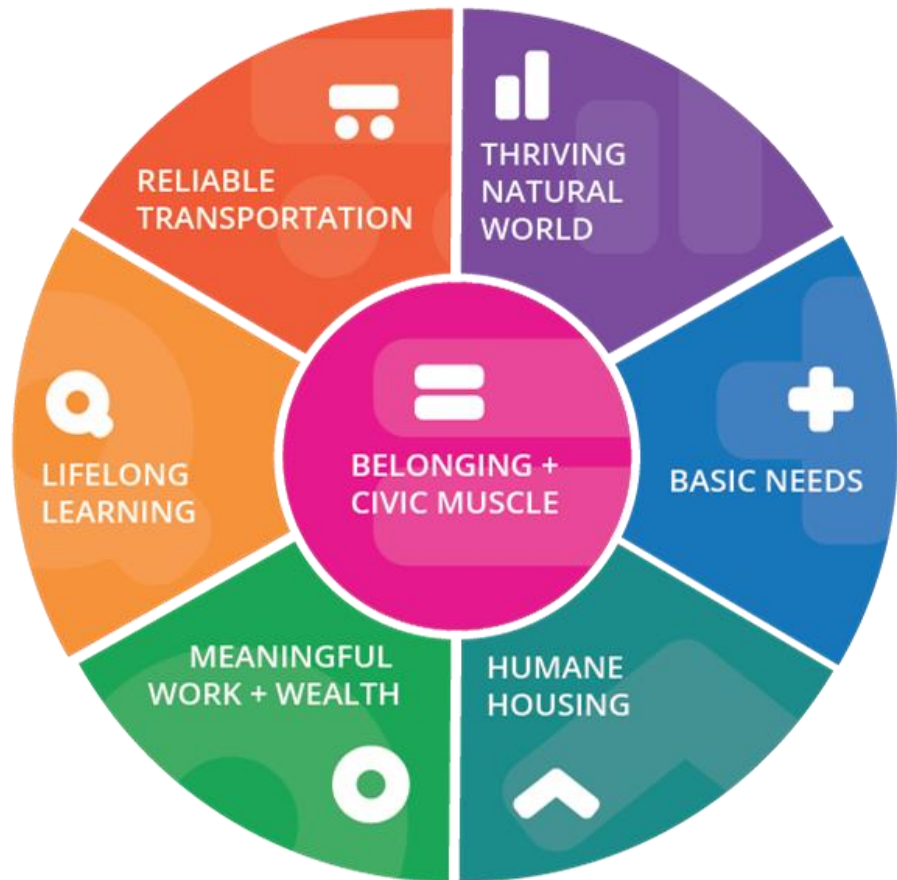 THRIVING
NATURAL
WORLD
BASIC NEEDS
HUMANE
HOUSING
MEANINGFUL
WORK + WEALTH
LIFELONG
LEARNING
RELIABLE
TRANSPORTATION
BELONGING +
CIVIC MUSCLE